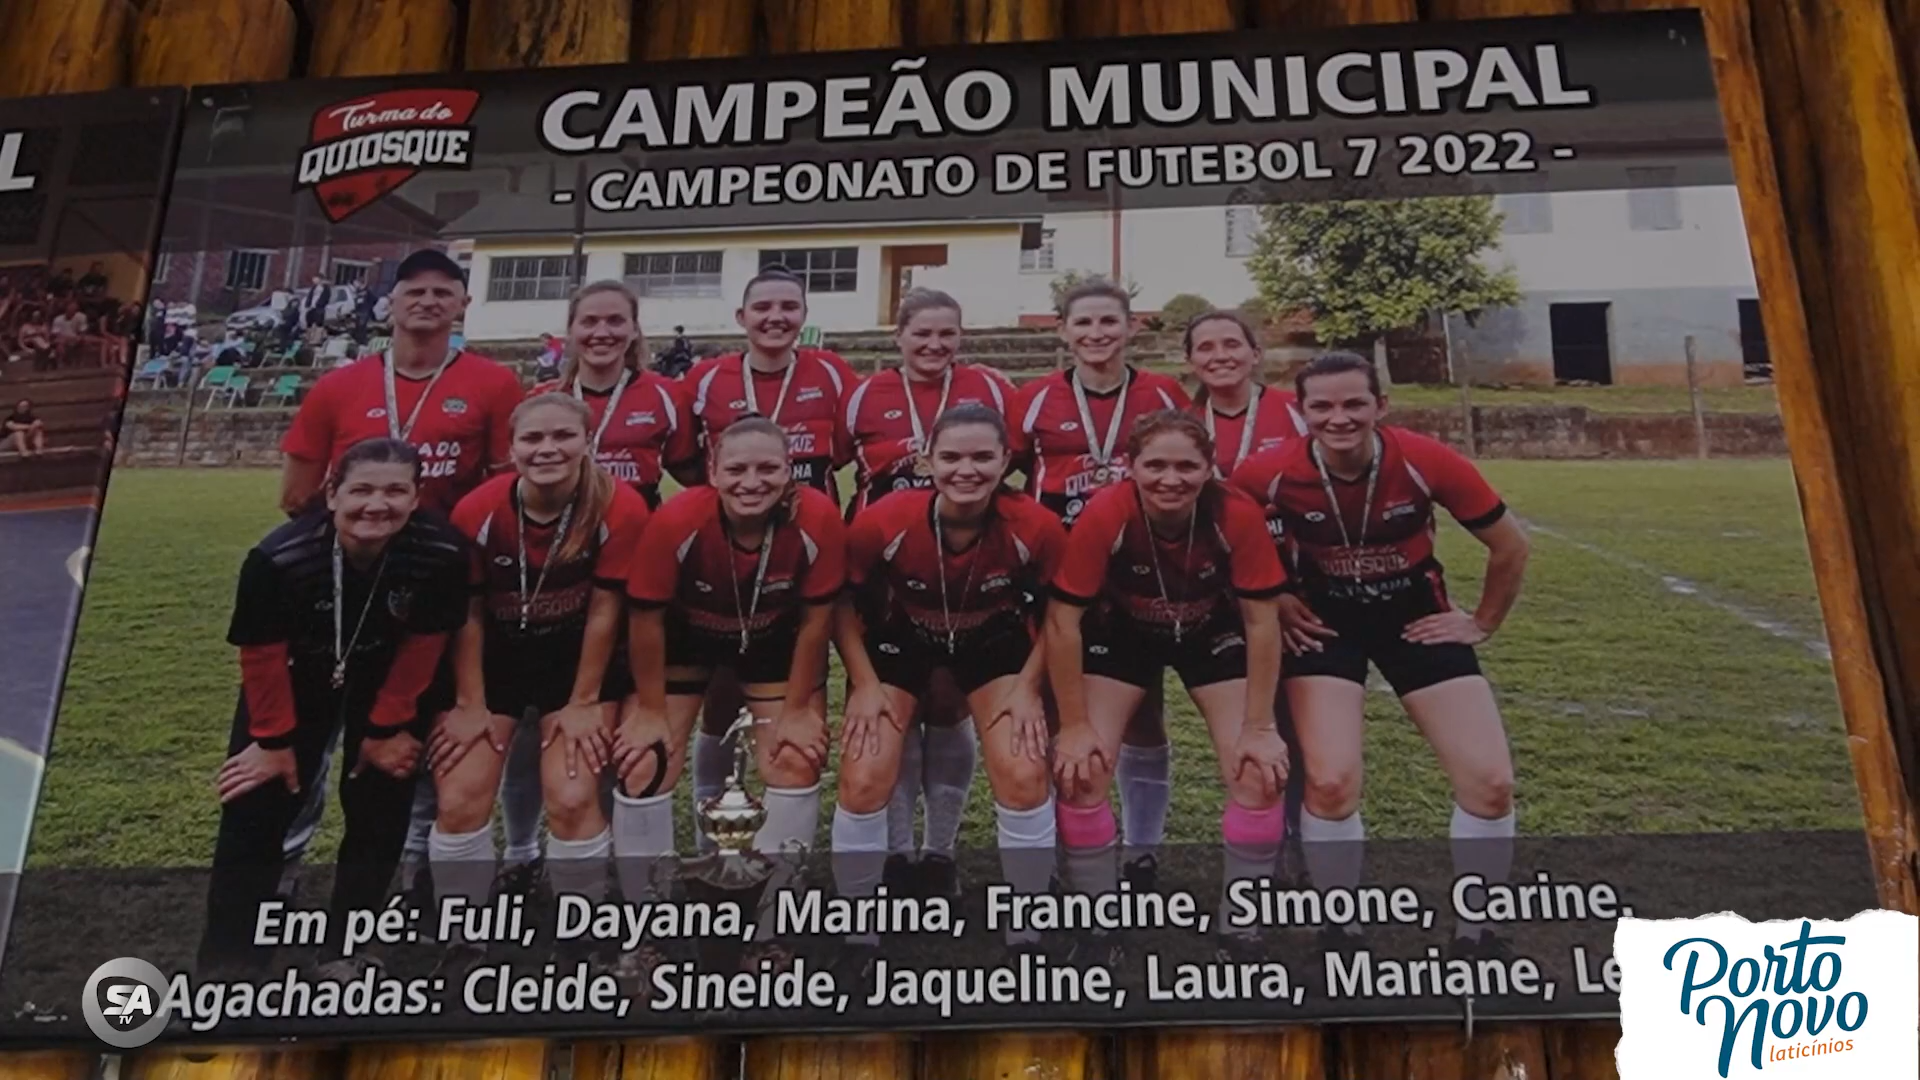 L
Turma do
QUIOSQUE
CAMPEÃO MUNICIPAL
- CAMPEONATO DE FUTEBOL 7 2022 -
Em pé: Fuli, Dayana, Marina, Francine, Simone, Carine.
Agachadas: Cleide, Sineide, Jaqueline, Laura, Mariane,
SA
TV
Porto
Novo
laticínios